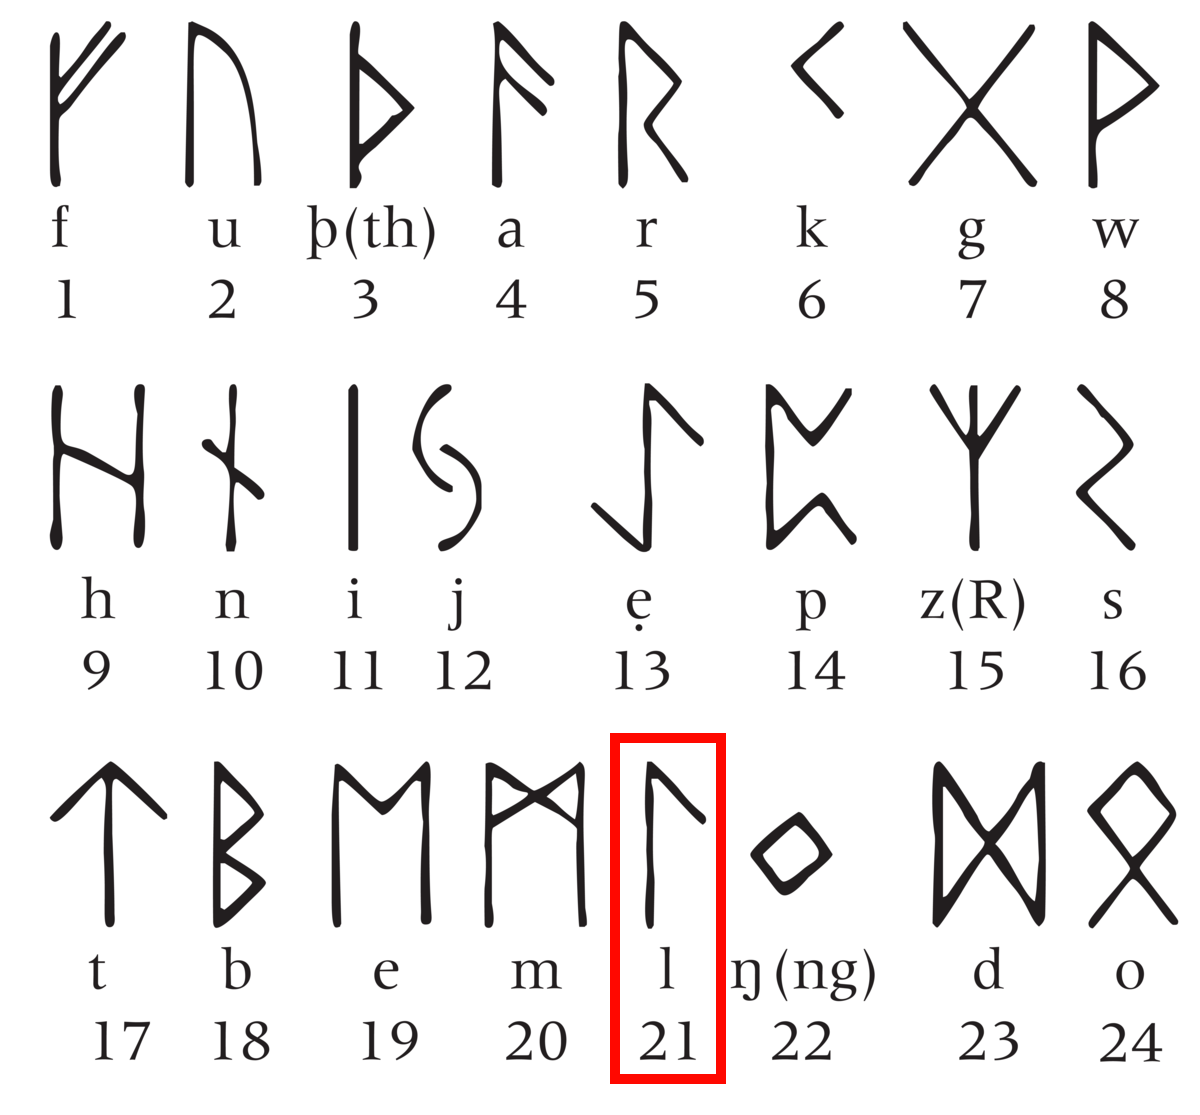 ᚠ ᚢ ᚦ ᚨ ᚱ ᚲ ᚷ ᚹ
f u þ(th) a r k g w
1 2 3 4 5 6 7 8
ᚺ ᚾ ᛁ ᛃ ᛇ ᛈ ᛉ ᛊ
h n i j ẹ p z(R) s
9 10 11 12 13 14 15 16
ᛏ ᛒ ᛖ ᛗ ᛚ ᛜ ᛞ ᛟ
t b e m l ŋ(ng) d o
17 18 19 20 21 22 23 24